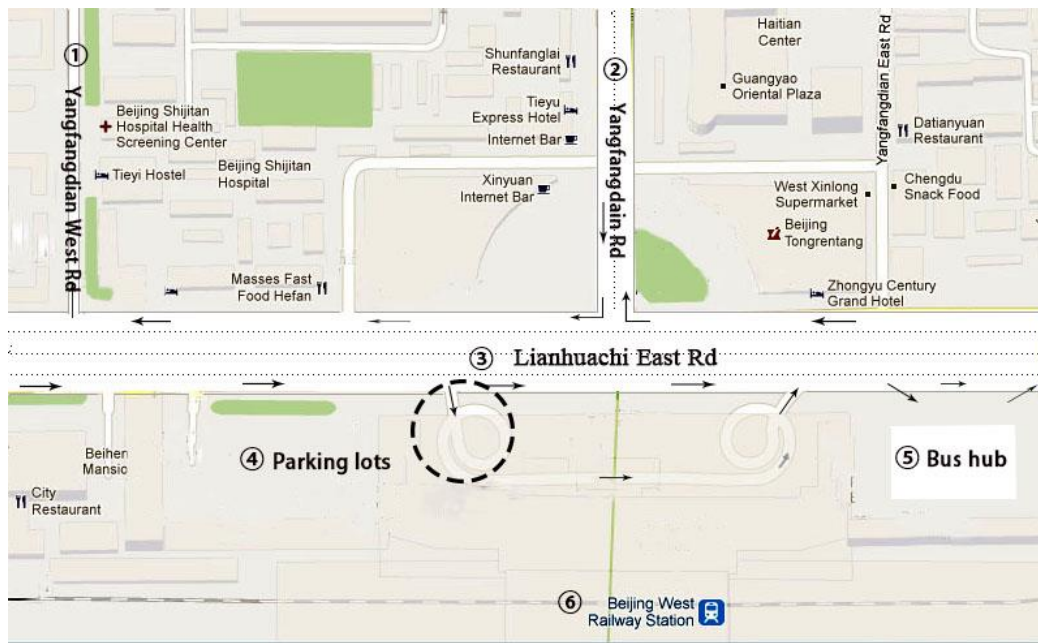 ①
Yangfangdian West Rd
Beijing Shijitan
Hospital Health
Screening Center
Tieyi Hostel
Beijing Shijitan
Hospital
Masses Fast
Food Hefan
Shunfanglai
Restaurant
Tieyu
Express Hotel
Internet Bar
Xinyuan
Internet Bar
②
Yangfangdain Rd
Haitian
Center
Guangyao
Oriental Plaza
Yangfangdian East Rd
Datianyuan
Restaurant
West Xinlong
Supermarket
Chengdu
Snack Food
Beijing
Tongrentang
Zhongyu Century
Grand Hotel
③ Lianhuachi East Rd
Beihen
Mansio
City
Restaurant
④ Parking lots
⑤ Bus hub
⑥ Beijing West
Railway Station